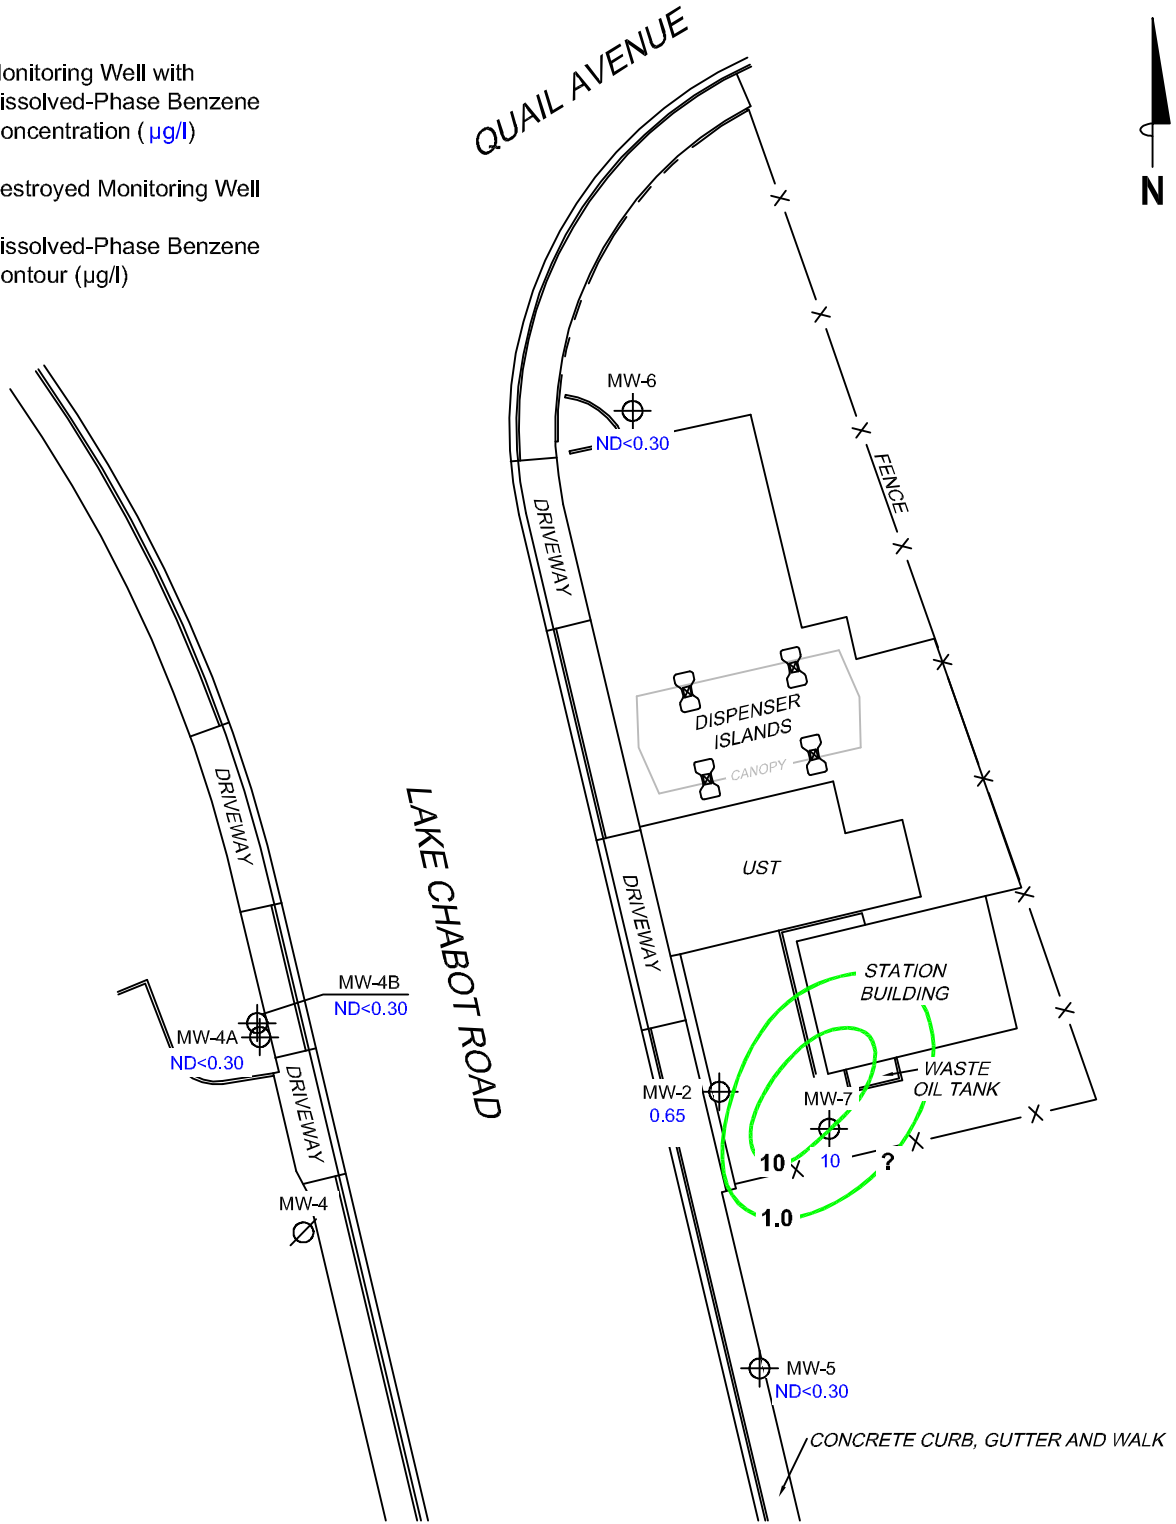 onitoring Well with
issolved-Phase Benzene
oncentration (µg/l)
estroyed Monitoring Well
issolved-Phase Benzene
ontour (µg/l)
QUAIL AVENUE
N
MW-6
ND<0.30
FENCE
DRIVEWAY
DISPENSER
ISLANDS
CANOPY
DRIVEWAY
LAKE CHABOT ROAD
UST
DRIVEWAY
STATION
BUILDING
MW-4B
ND<0.30
MW-4A
ND<0.30
DRIVEWAY
MW-2
0.65
WASTE
OIL TANK
MW-7
10
10
?
1.0
MW-4
MW-5
ND<0.30
CONCRETE CURB, GUTTER AND WALK